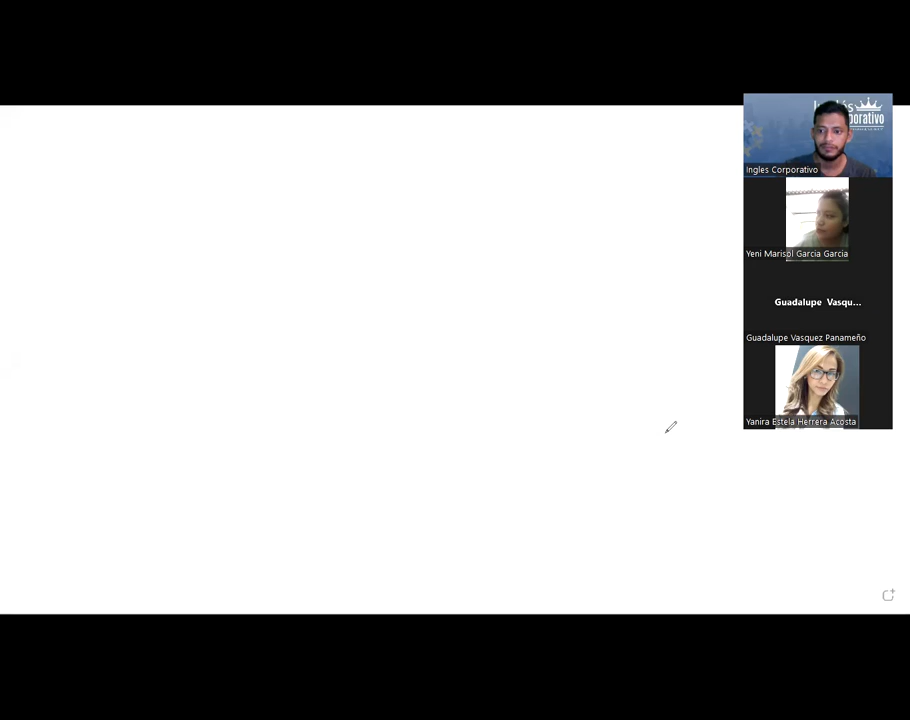 Ingles Corporativo
Yeni Marisol Garcia Garcia
Guadalupe Vasqu...
Guadalupe Vasquez Panameño
Yanira Estela Herrera Acosta